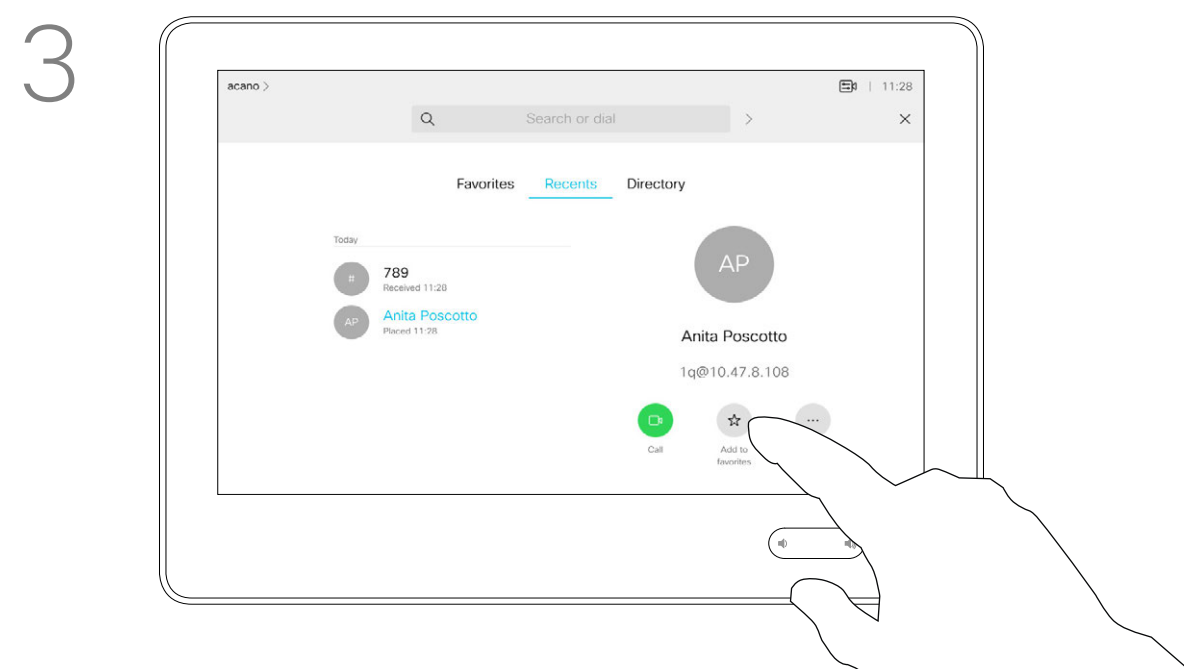 3
acano >
| 11:28
Search or dial >
Favorites Recents Directory
Today
# 789
Received 11:28
AP Anita Poscotto
Placed 11:28
AP
Anita Poscotto
1q@10.47.8.108
...
Call
Add to
favorites